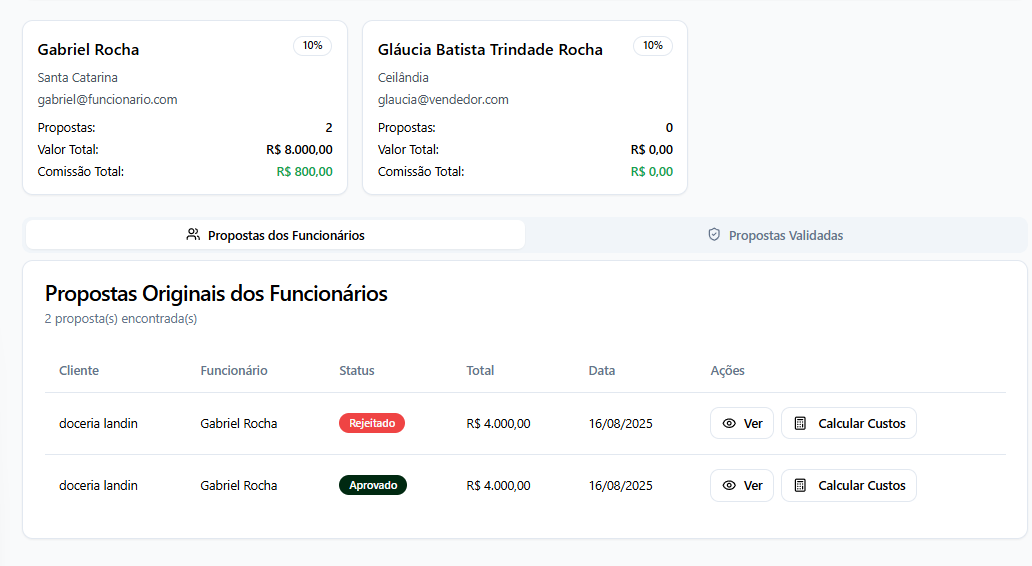 Gabriel Rocha 10%
Santa Catarina
gabriel@funcionario.com
Propostas: 2
Valor Total: R$ 8.000,00
Comissão Total: R$ 800,00
Gláucia Batista Trindade Rocha 10%
Ceilândia
glaucia@vendedor.com
Propostas: 0
Valor Total: R$ 0,00
Comissão Total: R$ 0,00
Propostas dos Funcionários
Propostas Validadas
Propostas Originais dos Funcionários
2 proposta(s) encontrada(s)
Cliente Funcionário Status Total Data Ações
doceria landin Gabriel Rocha Rejeitado R$ 4.000,00 16/08/2025 Ver Calcular Custos
doceria landin Gabriel Rocha Aprovado R$ 4.000,00 16/08/2025 Ver Calcular Custos